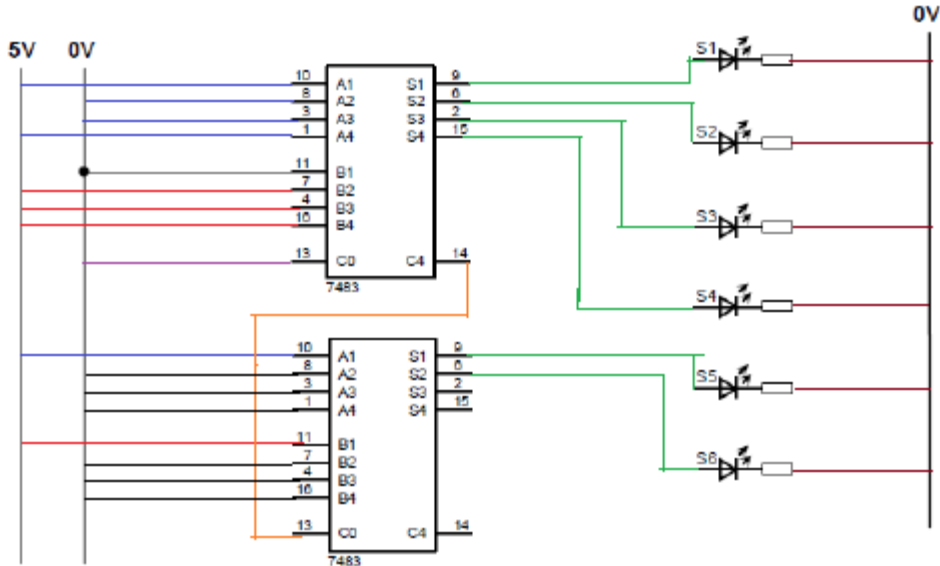 0V
5V 0V
S1
10 A1 S1 9
8 A2 S2 6
3 A3 S3 2
1 A4 S4 15
S2
11 B1
7 B2
4 B3
16 B4
S3
13 C0 C4 14
7483
S4
10 A1 S1 9
8 A2 S2 6
3 A3 S3 2
1 A4 S4 15
S5
11 B1
7 B2
4 B3
16 B4
S6
13 C0 C4 14
7483